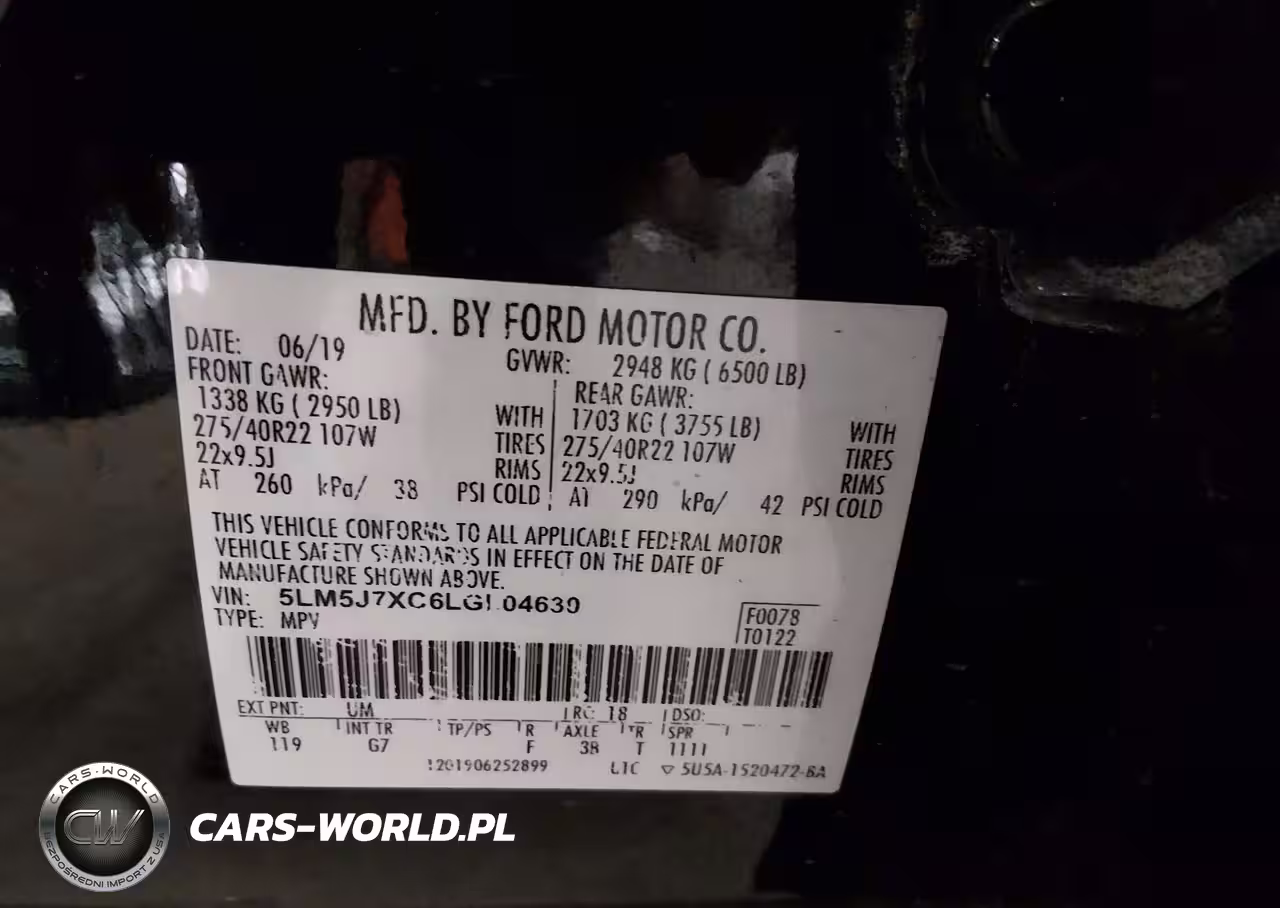 MFD. BY FORD MOTOR CO.
DATE: 06/19 GVWR: 2948 KG ( 6500 LB)
FRONT GAWR: REAR GAWR:
1338 KG ( 2950 LB) WITH 1703 KG ( 3755 LB) WITH
275/40R22 107W TIRES 275/40R22 107W TIRES
22x9.5J RIMS 22x9.5J RIMS
AT 260 kPa/ 38 PSI COLD AT 290 kPa/ 42 PSI COLD
THIS VEHICLE CONFORMS TO ALL APPLICABLE FEDERAL MOTOR
VEHICLE SAFETY STANDARDS IN EFFECT ON THE DATE OF
MANUFACTURE SHOWN ABOVE.
VIN:
TYPE: MPV
F0078
T0122
EXT PNT: UM RC: 18 DSO:
WB INT TR TP/PS R AXLE TR SPR
119 G7 F 38 T 1111
1201906252899 5U5A-1520472-BA
CARS-WORLD
CW
BEZPOŚREDNI IMPORT Z USA
CARS-WORLD.PL